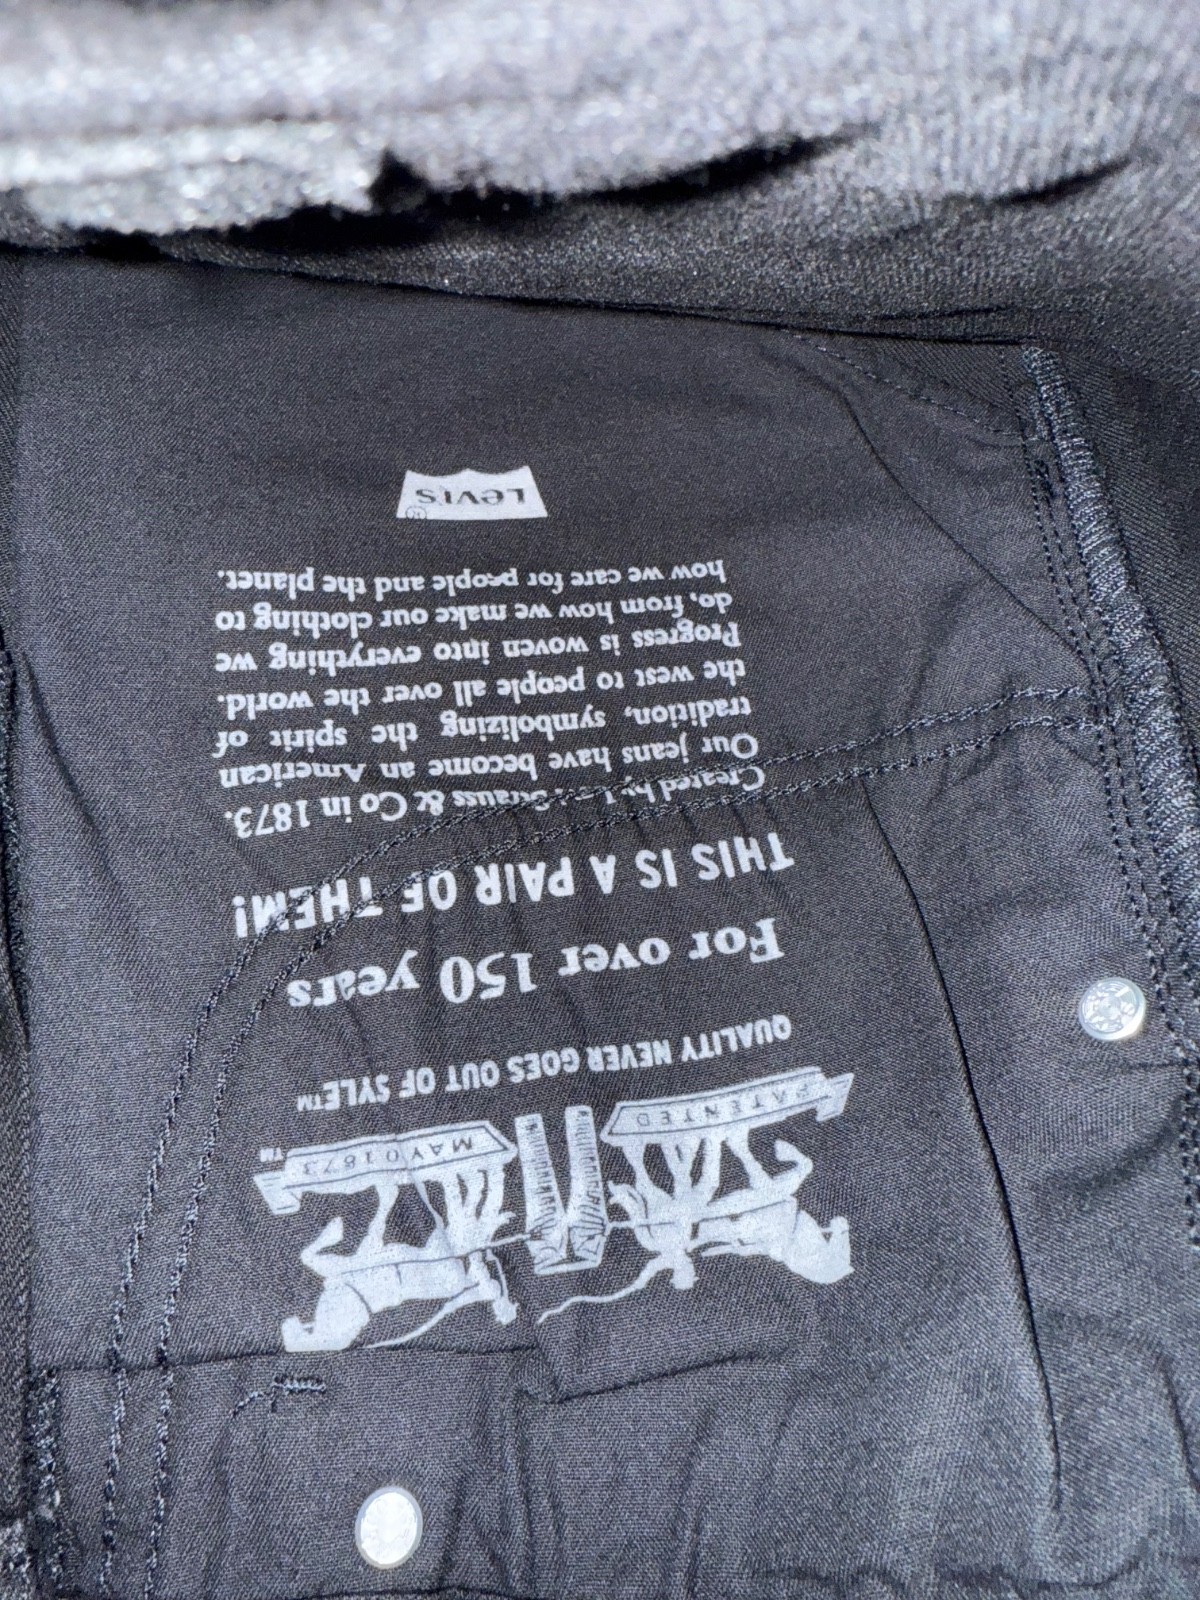 PATENTED
MAY 01873
TM
QUALITY NEVER GOES OUT OF SYLE™
For over 150 years
THIS IS A PAIR OF THEM!
Created by Strauss & Co in 1873.
Our jeans have become an American
tradition, symbolizing the spirit of
the west to people all over the world.
Progress is woven into everything we
do, from how we make our clothing to
how we care for people and the planet.
Levi's
®